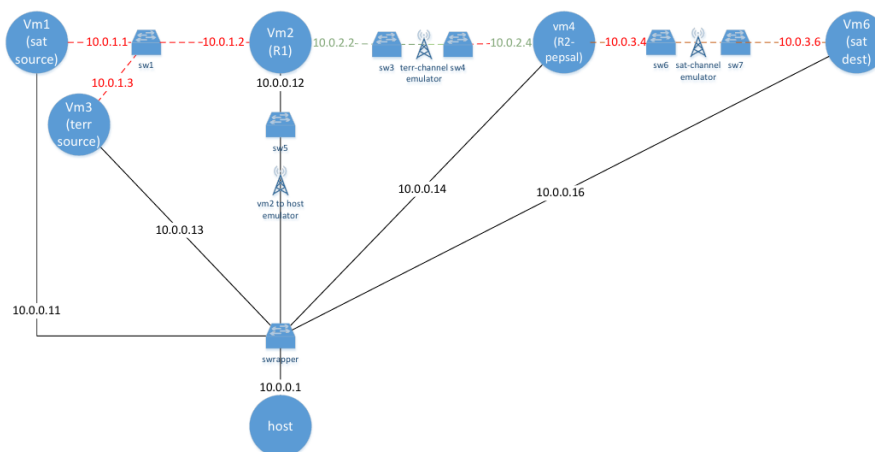 Vm1
(sat
source)
10.0.1.1
sw1
10.0.1.2
Vm2
(R1)
10.0.2.2
sw3
terr-channel
emulator
sw4
10.0.2.4
vm4
(R2-
pepsal)
10.0.3.4
sw6
sat-channel
emulator
sw7
10.0.3.6
Vm6
(sat
dest)
10.0.1.3
Vm3
(terr
source)
10.0.0.12
sw5
vm2 to host
emulator
10.0.0.14
10.0.0.16
10.0.0.13
10.0.0.11
swrapper
10.0.0.1
host